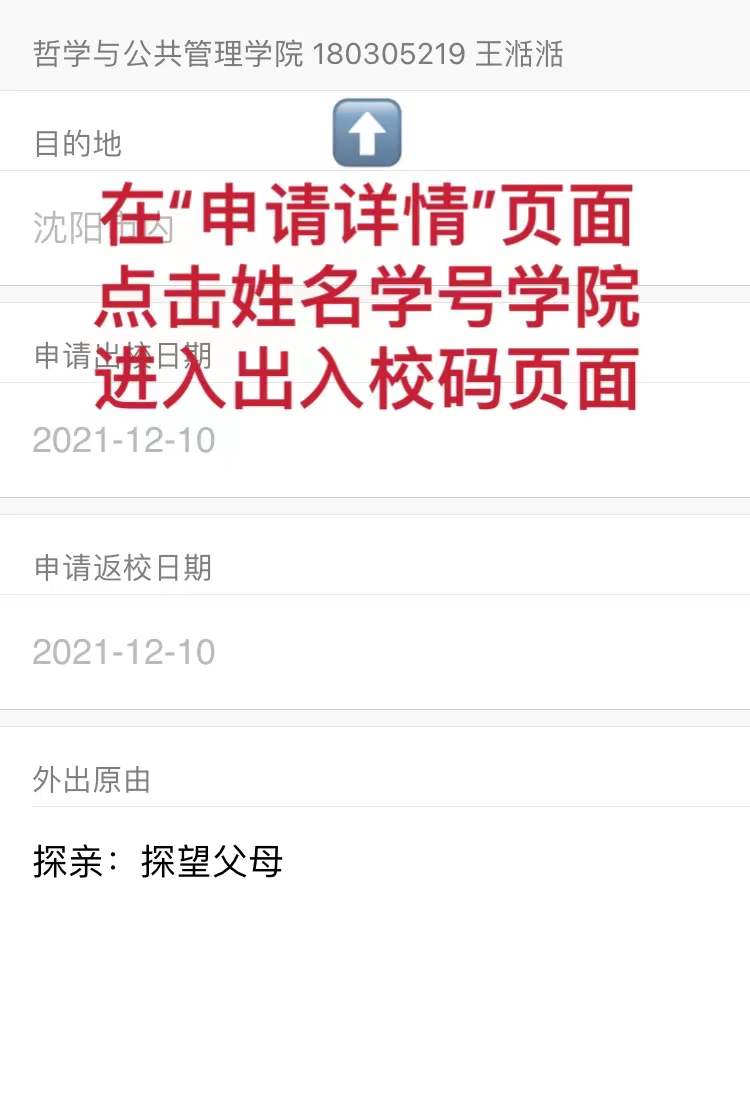 哲学与公共管理学院 180305219 王湉湉
目的地
在“申请详情”页面
沈阳市内
点击姓名学号学院
申请出校日期
进入出入校码页面
2021-12-10
申请返校日期
2021-12-10
外出原由
探亲：探望父母